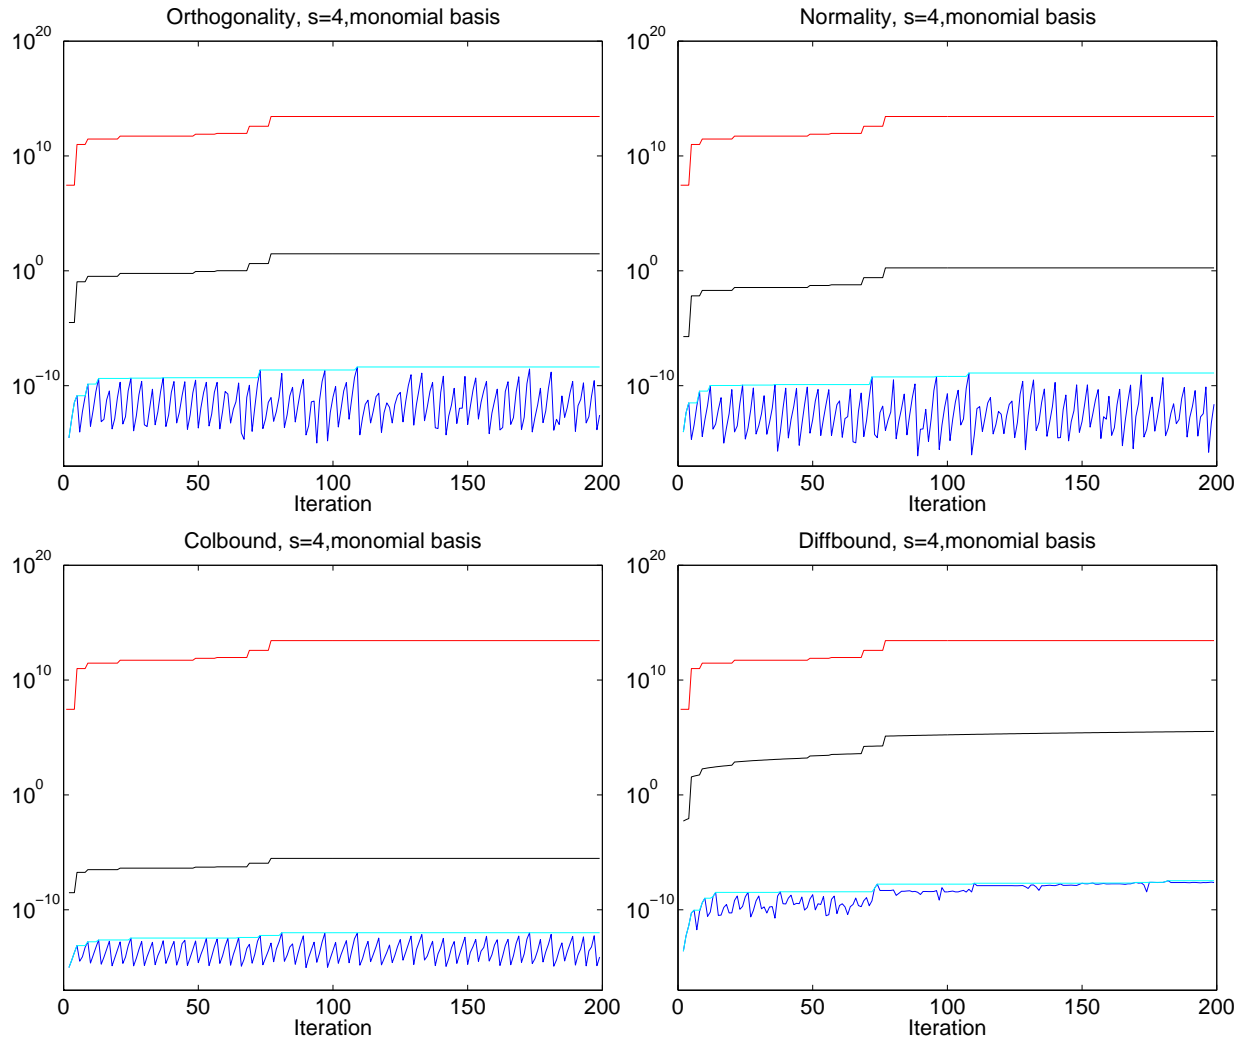 Orthogonality, s=4,monomial basis
10^20
10^10
10^0
10^−10
0 50 100 150 200
Iteration
Normality, s=4,monomial basis
10^20
10^10
10^0
10^−10
0 50 100 150 200
Iteration
Colbound, s=4,monomial basis
10^20
10^10
10^0
10^−10
0 50 100 150 200
Iteration
Diffbound, s=4,monomial basis
10^20
10^10
10^0
10^−10
0 50 100 150 200
Iteration